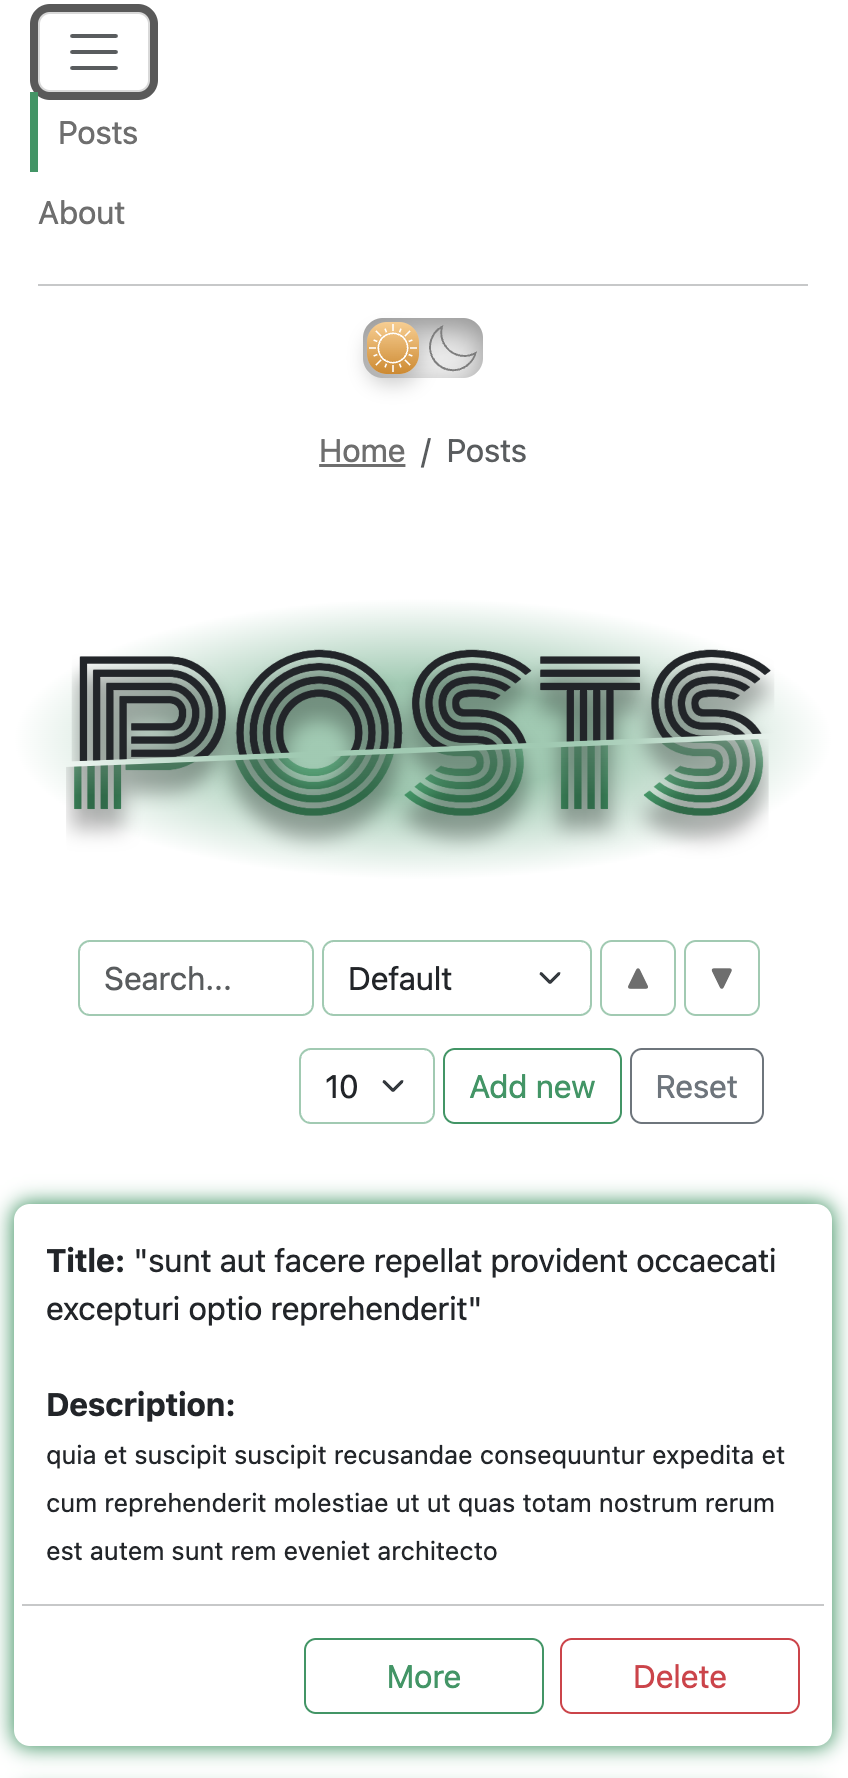 Posts
About
Home / Posts
POSTS
Search...
Default
▲
▼
10
Add new
Reset
Title: "sunt aut facere repellat provident occaecati
excepturi optio reprehenderit"
Description:
quia et suscipit suscipit recusandae consequuntur expedita et
cum reprehenderit molestiae ut ut quas totam nostrum rerum
est autem sunt rem eveniet architecto
More
Delete